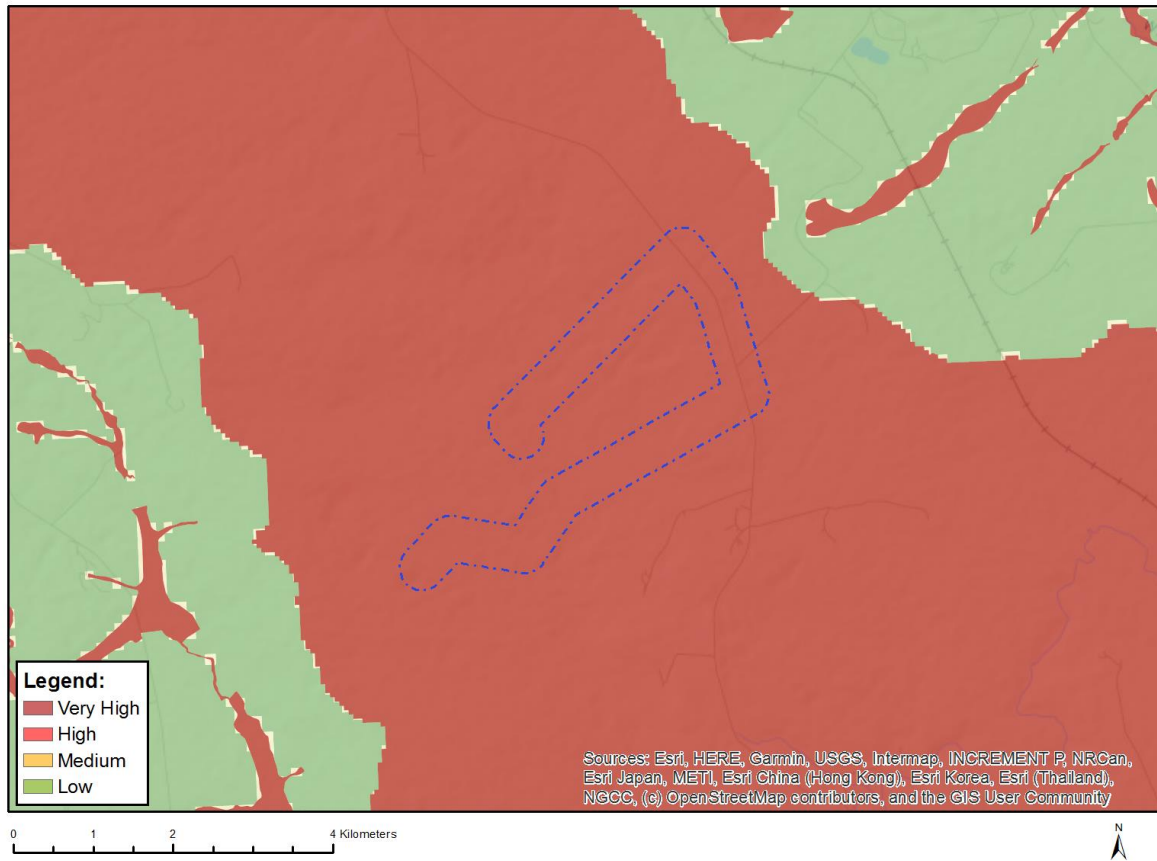 Legend:
Very High
High
Medium
Low
Sources: Esri, HERE, Garmin, USGS, Intermap, INCREMENT P, NRCan,
Esri Japan, METI, Esri China (Hong Kong), Esri Korea, Esri (Thailand),
NGCC, (c) OpenStreetMap contributors, and the GIS User Community
0 1 2 4 Kilometers
N